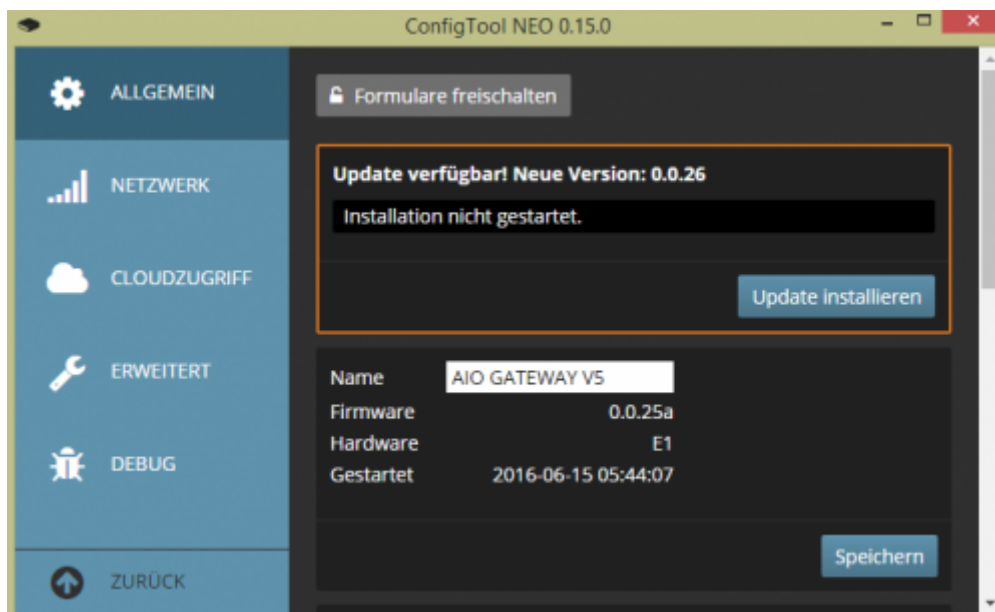 ConfigTool NEO 0.15.0
ALLGEMEIN
NETZWERK
CLOUDZUGRIFF
ERWEITERT
DEBUG
ZURÜCK
Formulare freischalten
Update verfügbar! Neue Version: 0.0.26
Installation nicht gestartet.
Update installieren
Name AIO GATEWAY V5
Firmware 0.0.25a
Hardware E1
Gestartet 2016-06-15 05:44:07
Speichern